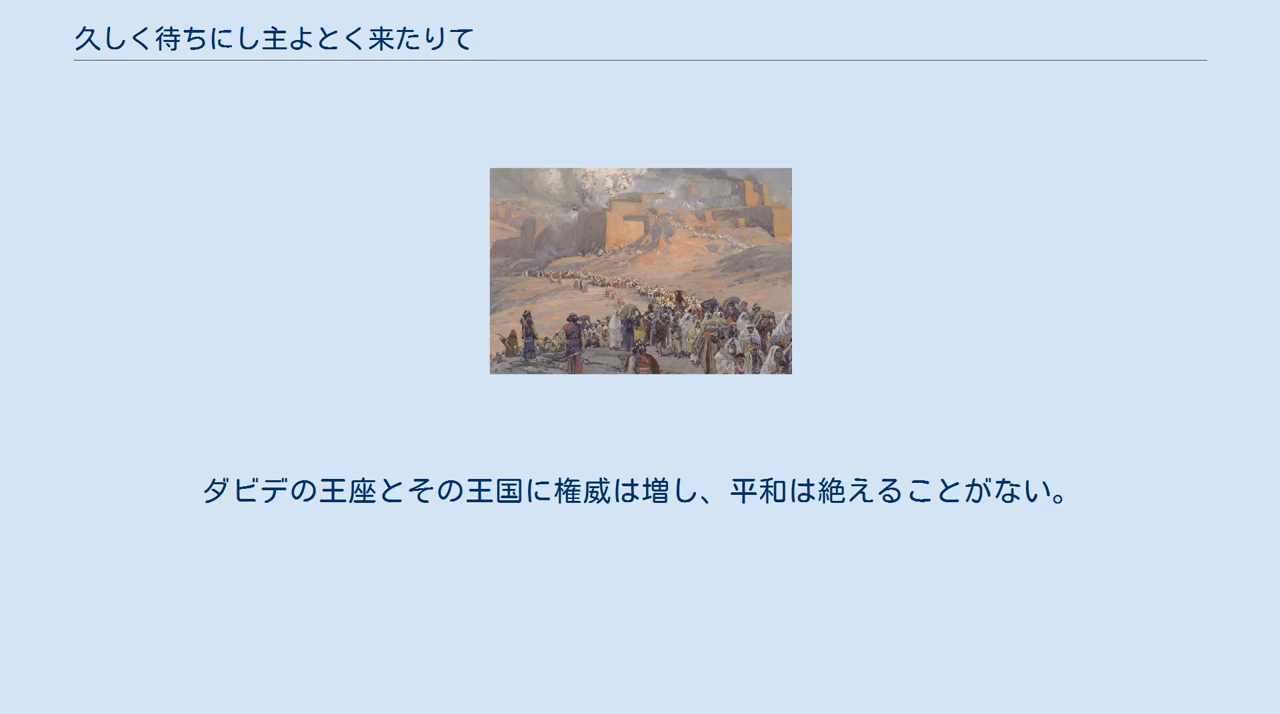 久しく待ちにし主よとく来たりて
ダビデの王座とその王国に権威は増し、平和は絶えることがない。